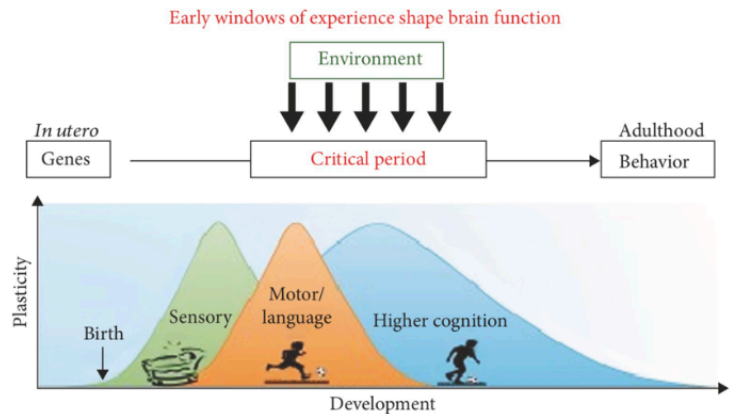 Early windows of experience shape brain function
Environment
In utero
Adulthood
Genes
Critical period
Behavior
Plasticity
Birth
Sensory
Motor/
language
Higher cognition
Development